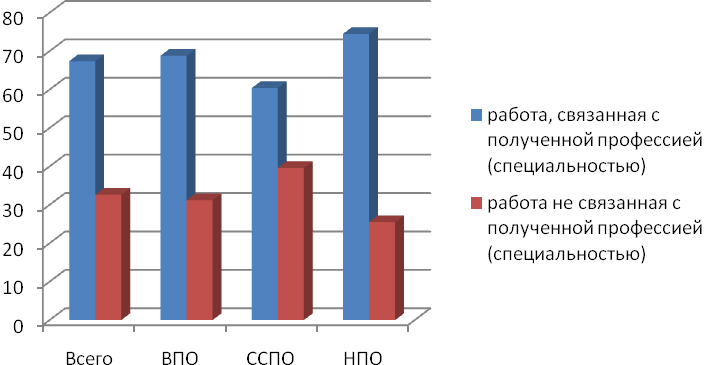 80
70
60
50
40
30
20
10
0
Всего ВПО ССПО НПО
работа, связанная с
полученной профессией
(специальностью)
работа не связанная с
полученной профессией
(специальностью)